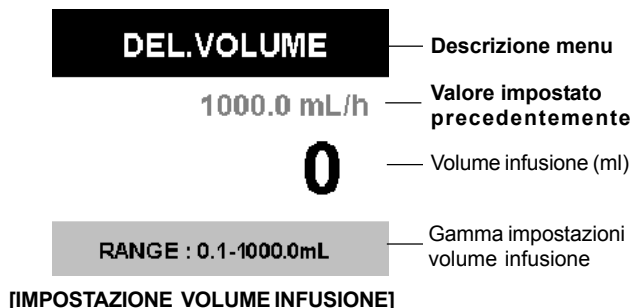 DEL.VOLUME
Descrizione menu
1000.0 mL/h
Valore impostato
precedentemente
0
Volume infusione (ml)
RANGE : 0.1-1000.0mL
Gamma impostazioni
volume infusione
[IMPOSTAZIONE VOLUME INFUSIONE]